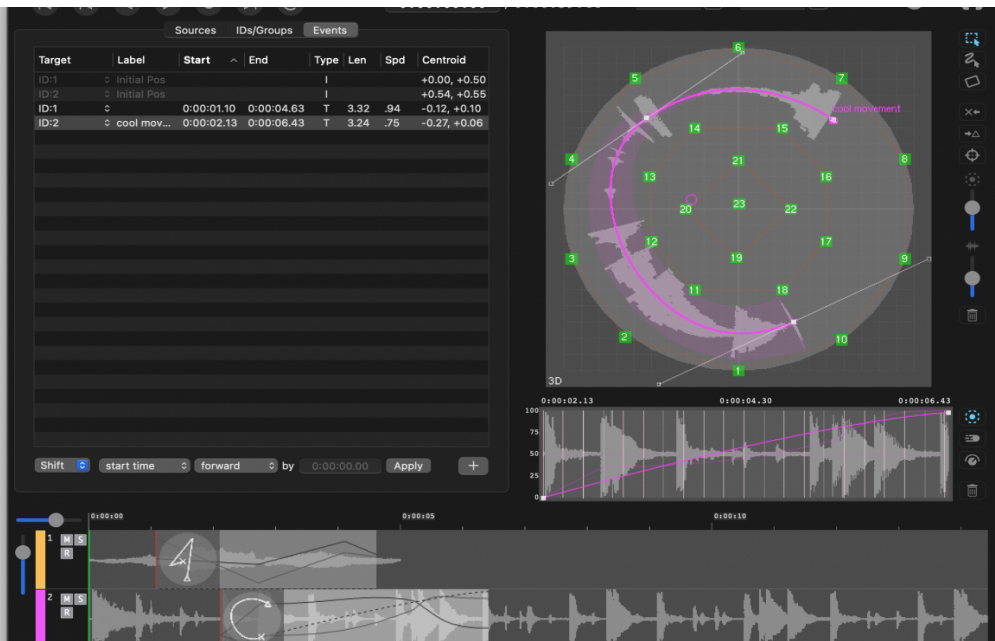 Sources IDs/Groups Events
Target Label Start End Type Len Spd Centroid
ID:1 Initial Pos I +0.00, +0.50
ID:2 Initial Pos I +0.54, +0.55
ID:1 0:00:01.10 0:00:04.63 T 3.32 .94 -0.12, +0.10
ID:2 cool mov... 0:00:02.13 0:00:06.43 T 3.24 .75 -0.27, +0.06
6
5 7
cool movement
14 15
4 21 8
13 16
20 23 22
12 17
3 19 9
11 18
2 10
1
3D
0:00:02.13 0:00:04.30 0:00:06.43
100
75
50
25
0
Shift start time forward by 0:00:00.00 Apply +
0:00:00 0:00:05 0:00:10
1 M S
R
2 M S
R